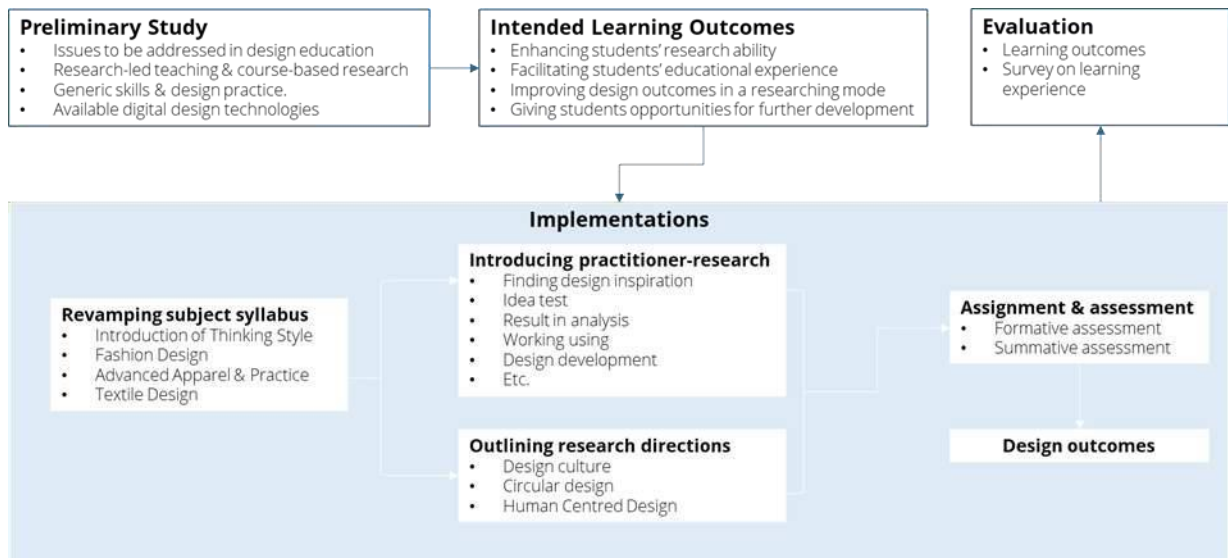 Preliminary Study
• Issues to be addressed in design education
• Research-led teaching & course-based research
• Generic skills & design practice.
• Available digital design technologies
Intended Learning Outcomes
• Enhancing students’ research ability
• Facilitating students’ educational experience
• Improving design outcomes in a researching mode
• Giving students opportunities for further development
Evaluation
• Learning outcomes
• Survey on learning
experience
Implementations
Revamping subject syllabus
• Introduction of Thinking Style
• Fashion Design
• Advanced Apparel & Practice
• Textile Design
Introducing practitioner-research
• Finding design inspiration
• Idea test
• Result in analysis
• Working using
• Design development
• Etc.
Outlining research directions
• Design culture
• Circular design
• Human Centred Design
Assignment & assessment
• Formative assessment
• Summative assessment
Design outcomes